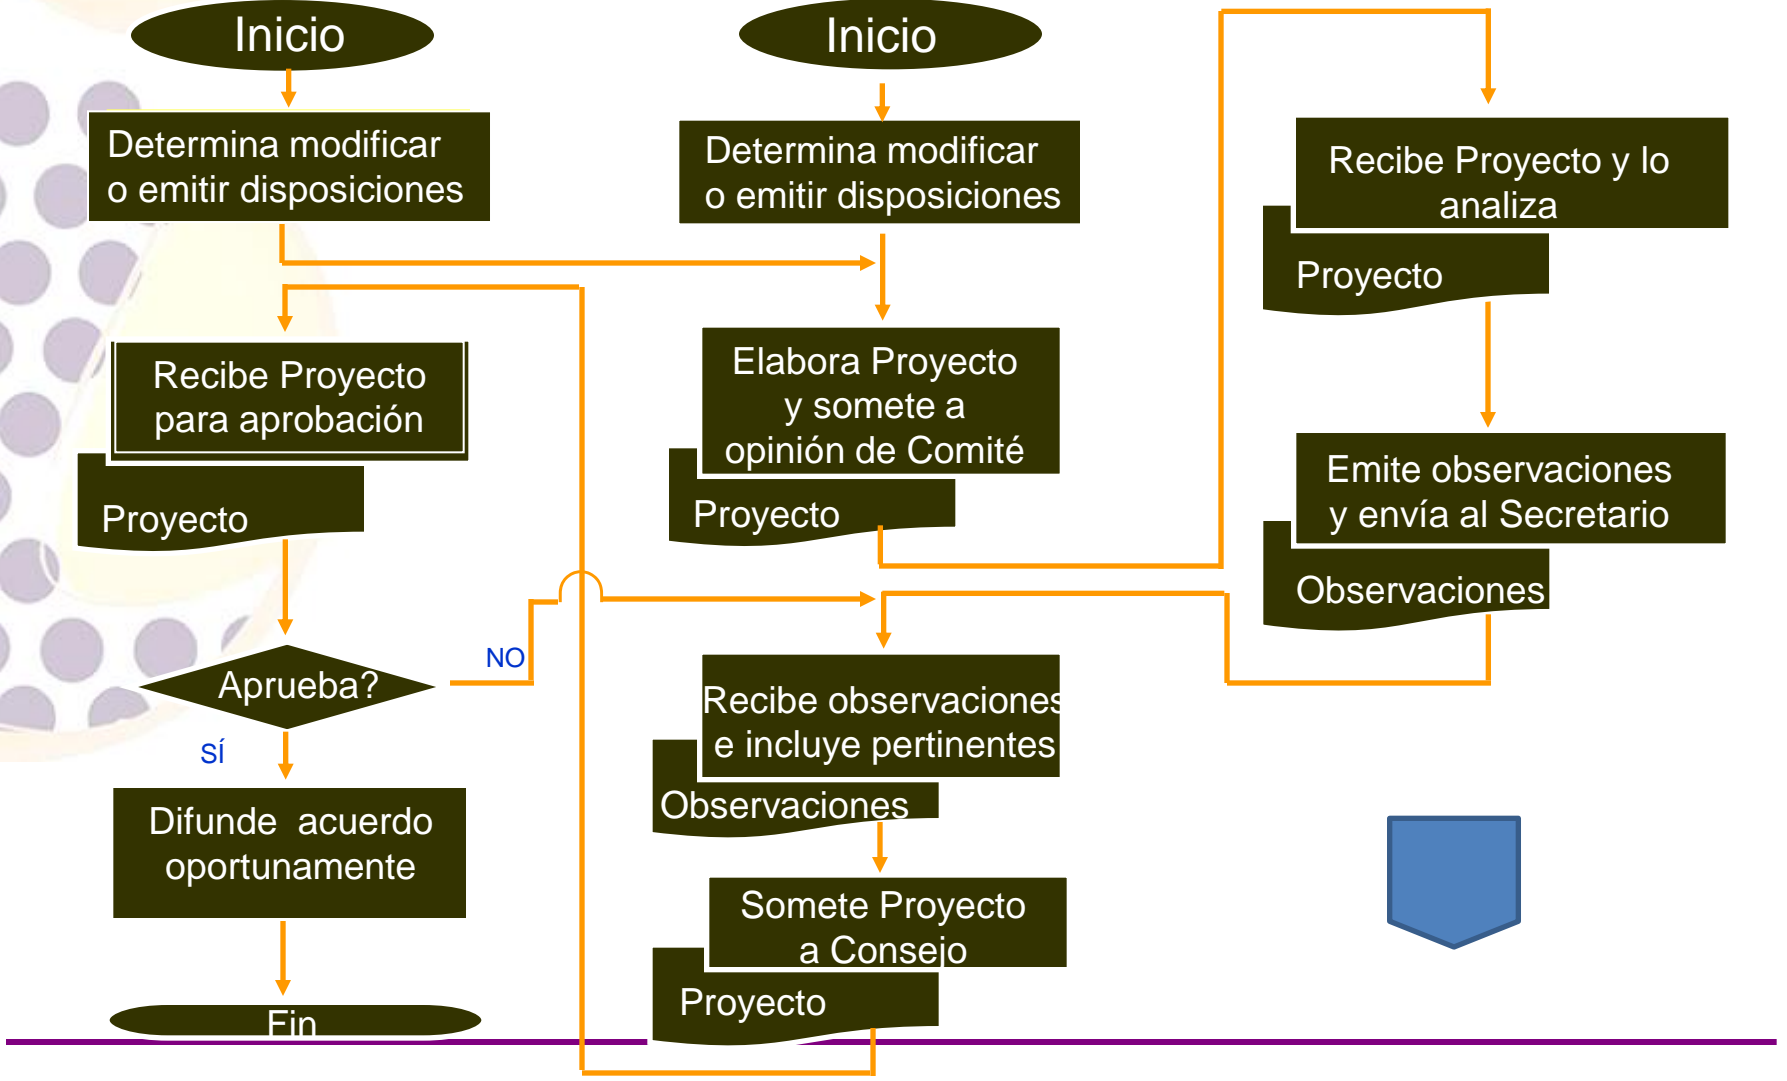 Inicio
Determina modificar
o emitir disposiciones
Recibe Proyecto
para aprobación
Proyecto
Aprueba?
NO
SÍ
Difunde acuerdo
oportunamente
Fin
Inicio
Determina modificar
o emitir disposiciones
Elabora Proyecto
y somete a
opinión de Comité
Proyecto
Recibe observaciones
e incluye pertinentes
Observaciones
Somete Proyecto
a Consejo
Proyecto
Recibe Proyecto y lo
analiza
Proyecto
Emite observaciones
y envía al Secretario
Observaciones